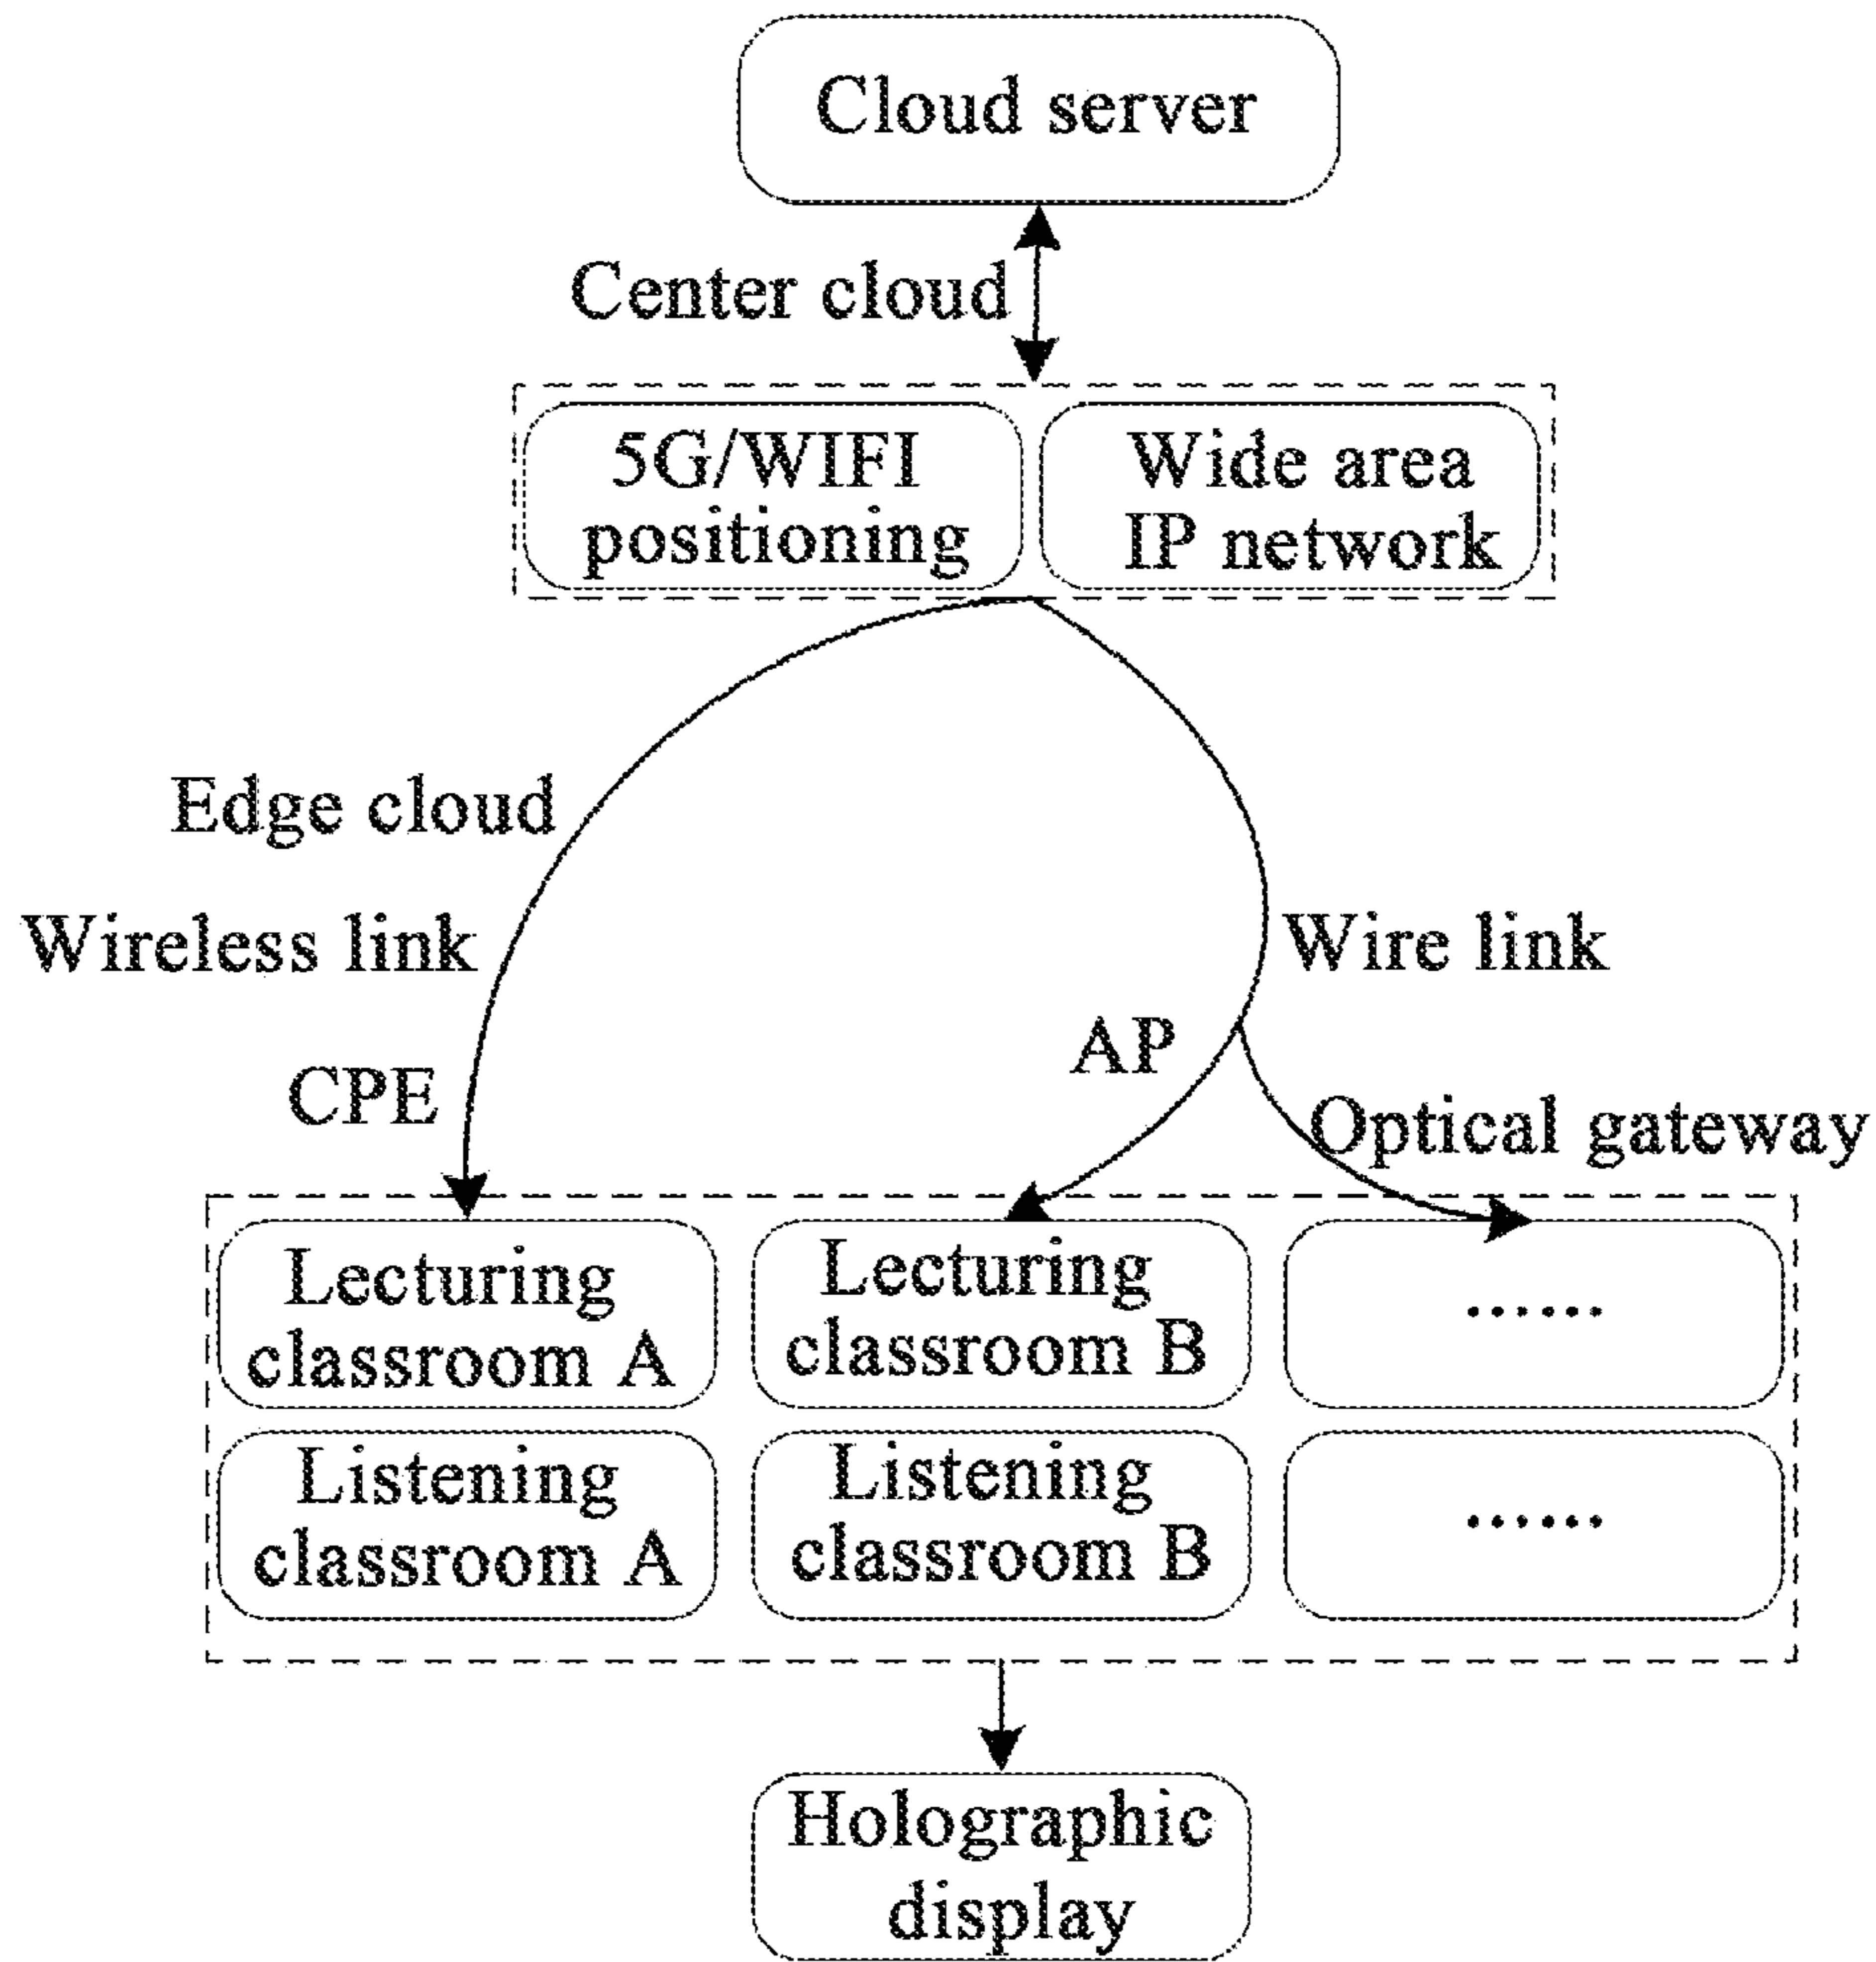 Cloud server
Center cloud
5G/WIFI
positioning
Wide area
IP network
Edge cloud
Wireless link
Wire link
AP
CPE
Optical gateway
Lecturing
classroom A
Lecturing
classroom B
······
Listening
classroom A
Listening
classroom B
······
Holographic
display